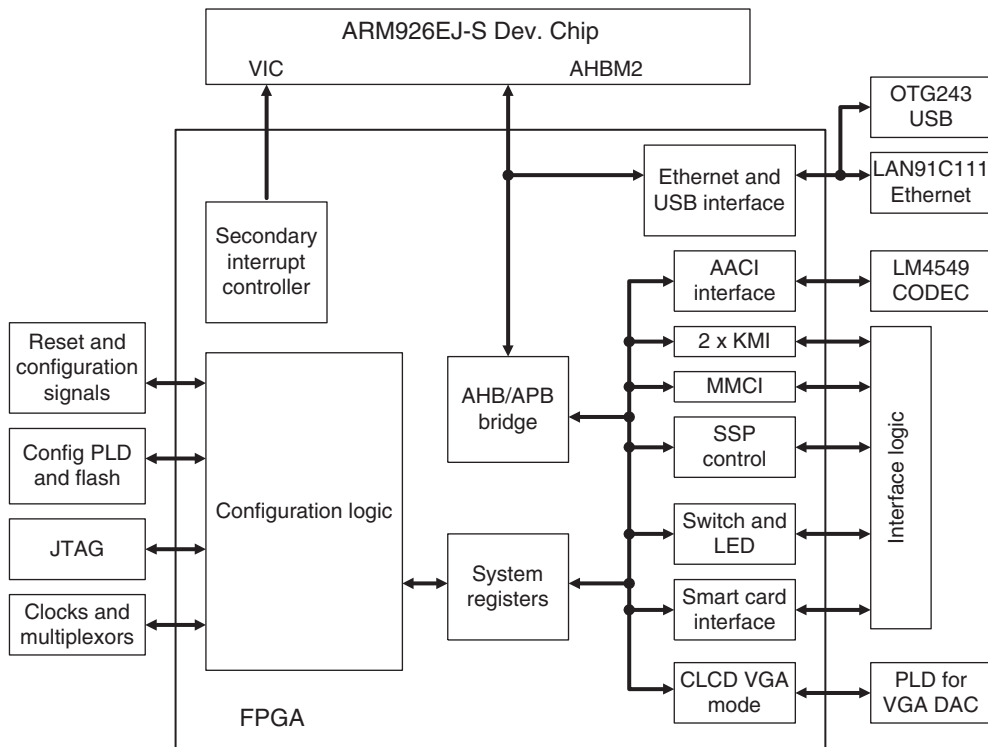 ARM926EJ-S Dev. Chip
VIC
AHBM2
OTG243
USB
Ethernet and
USB interface
LAN91C111
Ethernet
Secondary
interrupt
controller
AACI
interface
LM4549
CODEC
Reset and
configuration
signals
2 x KMI
MMCI
AHB/APB
bridge
SSP
control
Interface logic
Config PLD
and flash
Configuration logic
JTAG
Switch and
LED
System
registers
Clocks and
multiplexors
Smart card
interface
CLCD VGA
mode
PLD for
VGA DAC
FPGA